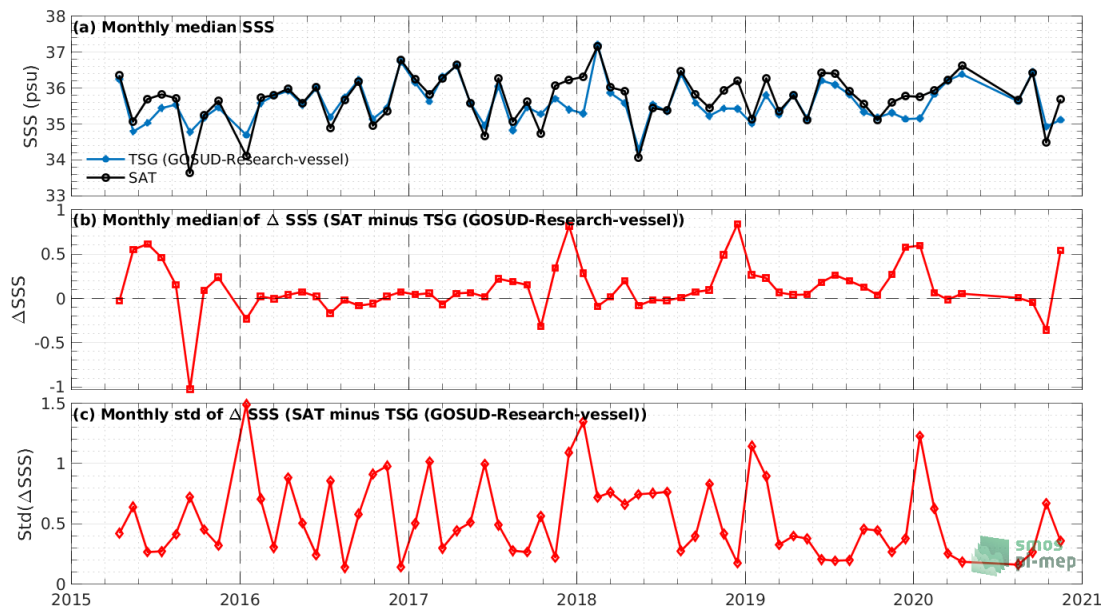 38
37
36
35
34
33
SSS (psu)
(a) Monthly median SSS
TSG (GOSUD-Research-vessel)
SAT
1
0.5
0
-0.5
-1
ΔSSS
(b) Monthly median of Δ SSS (SAT minus TSG (GOSUD-Research-vessel))
1.5
1
0.5
0
Std(ΔSSS)
(c) Monthly std of Δ SSS (SAT minus TSG (GOSUD-Research-vessel))
smos
pi-mep
2015 2016 2017 2018 2019 2020 2021